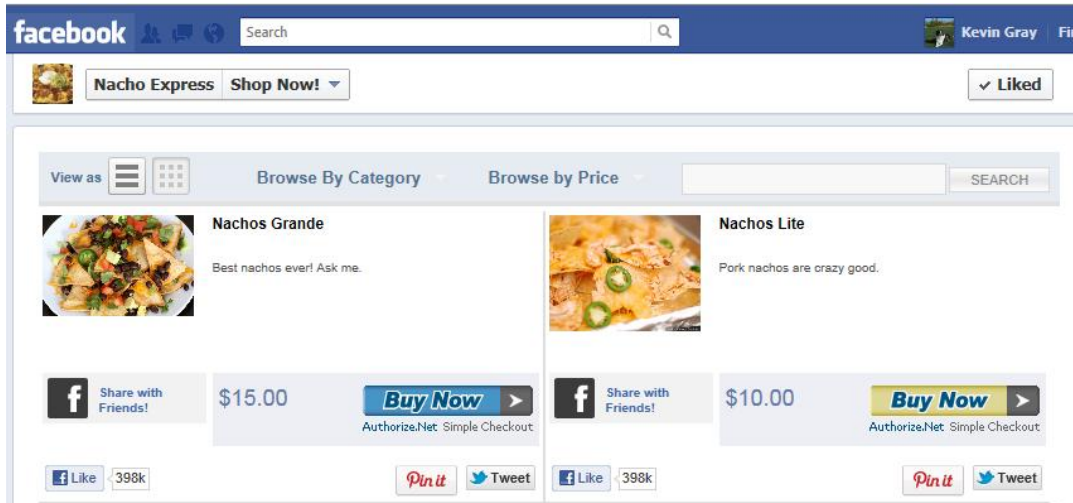 facebook
Search
Kevin Gray
Nacho Express Shop Now!
✓ Liked
View as
Browse By Category
Browse by Price
SEARCH
Nachos Grande
Best nachos ever! Ask me.
Nachos Lite
Pork nachos are crazy good.
f
Share with
Friends!
$15.00
Buy Now
Authorize.Net Simple Checkout
f
Share with
Friends!
$10.00
Buy Now
Authorize.Net Simple Checkout
f Like 398k
Pin it
Tweet
f Like 398k
Pin it
Tweet